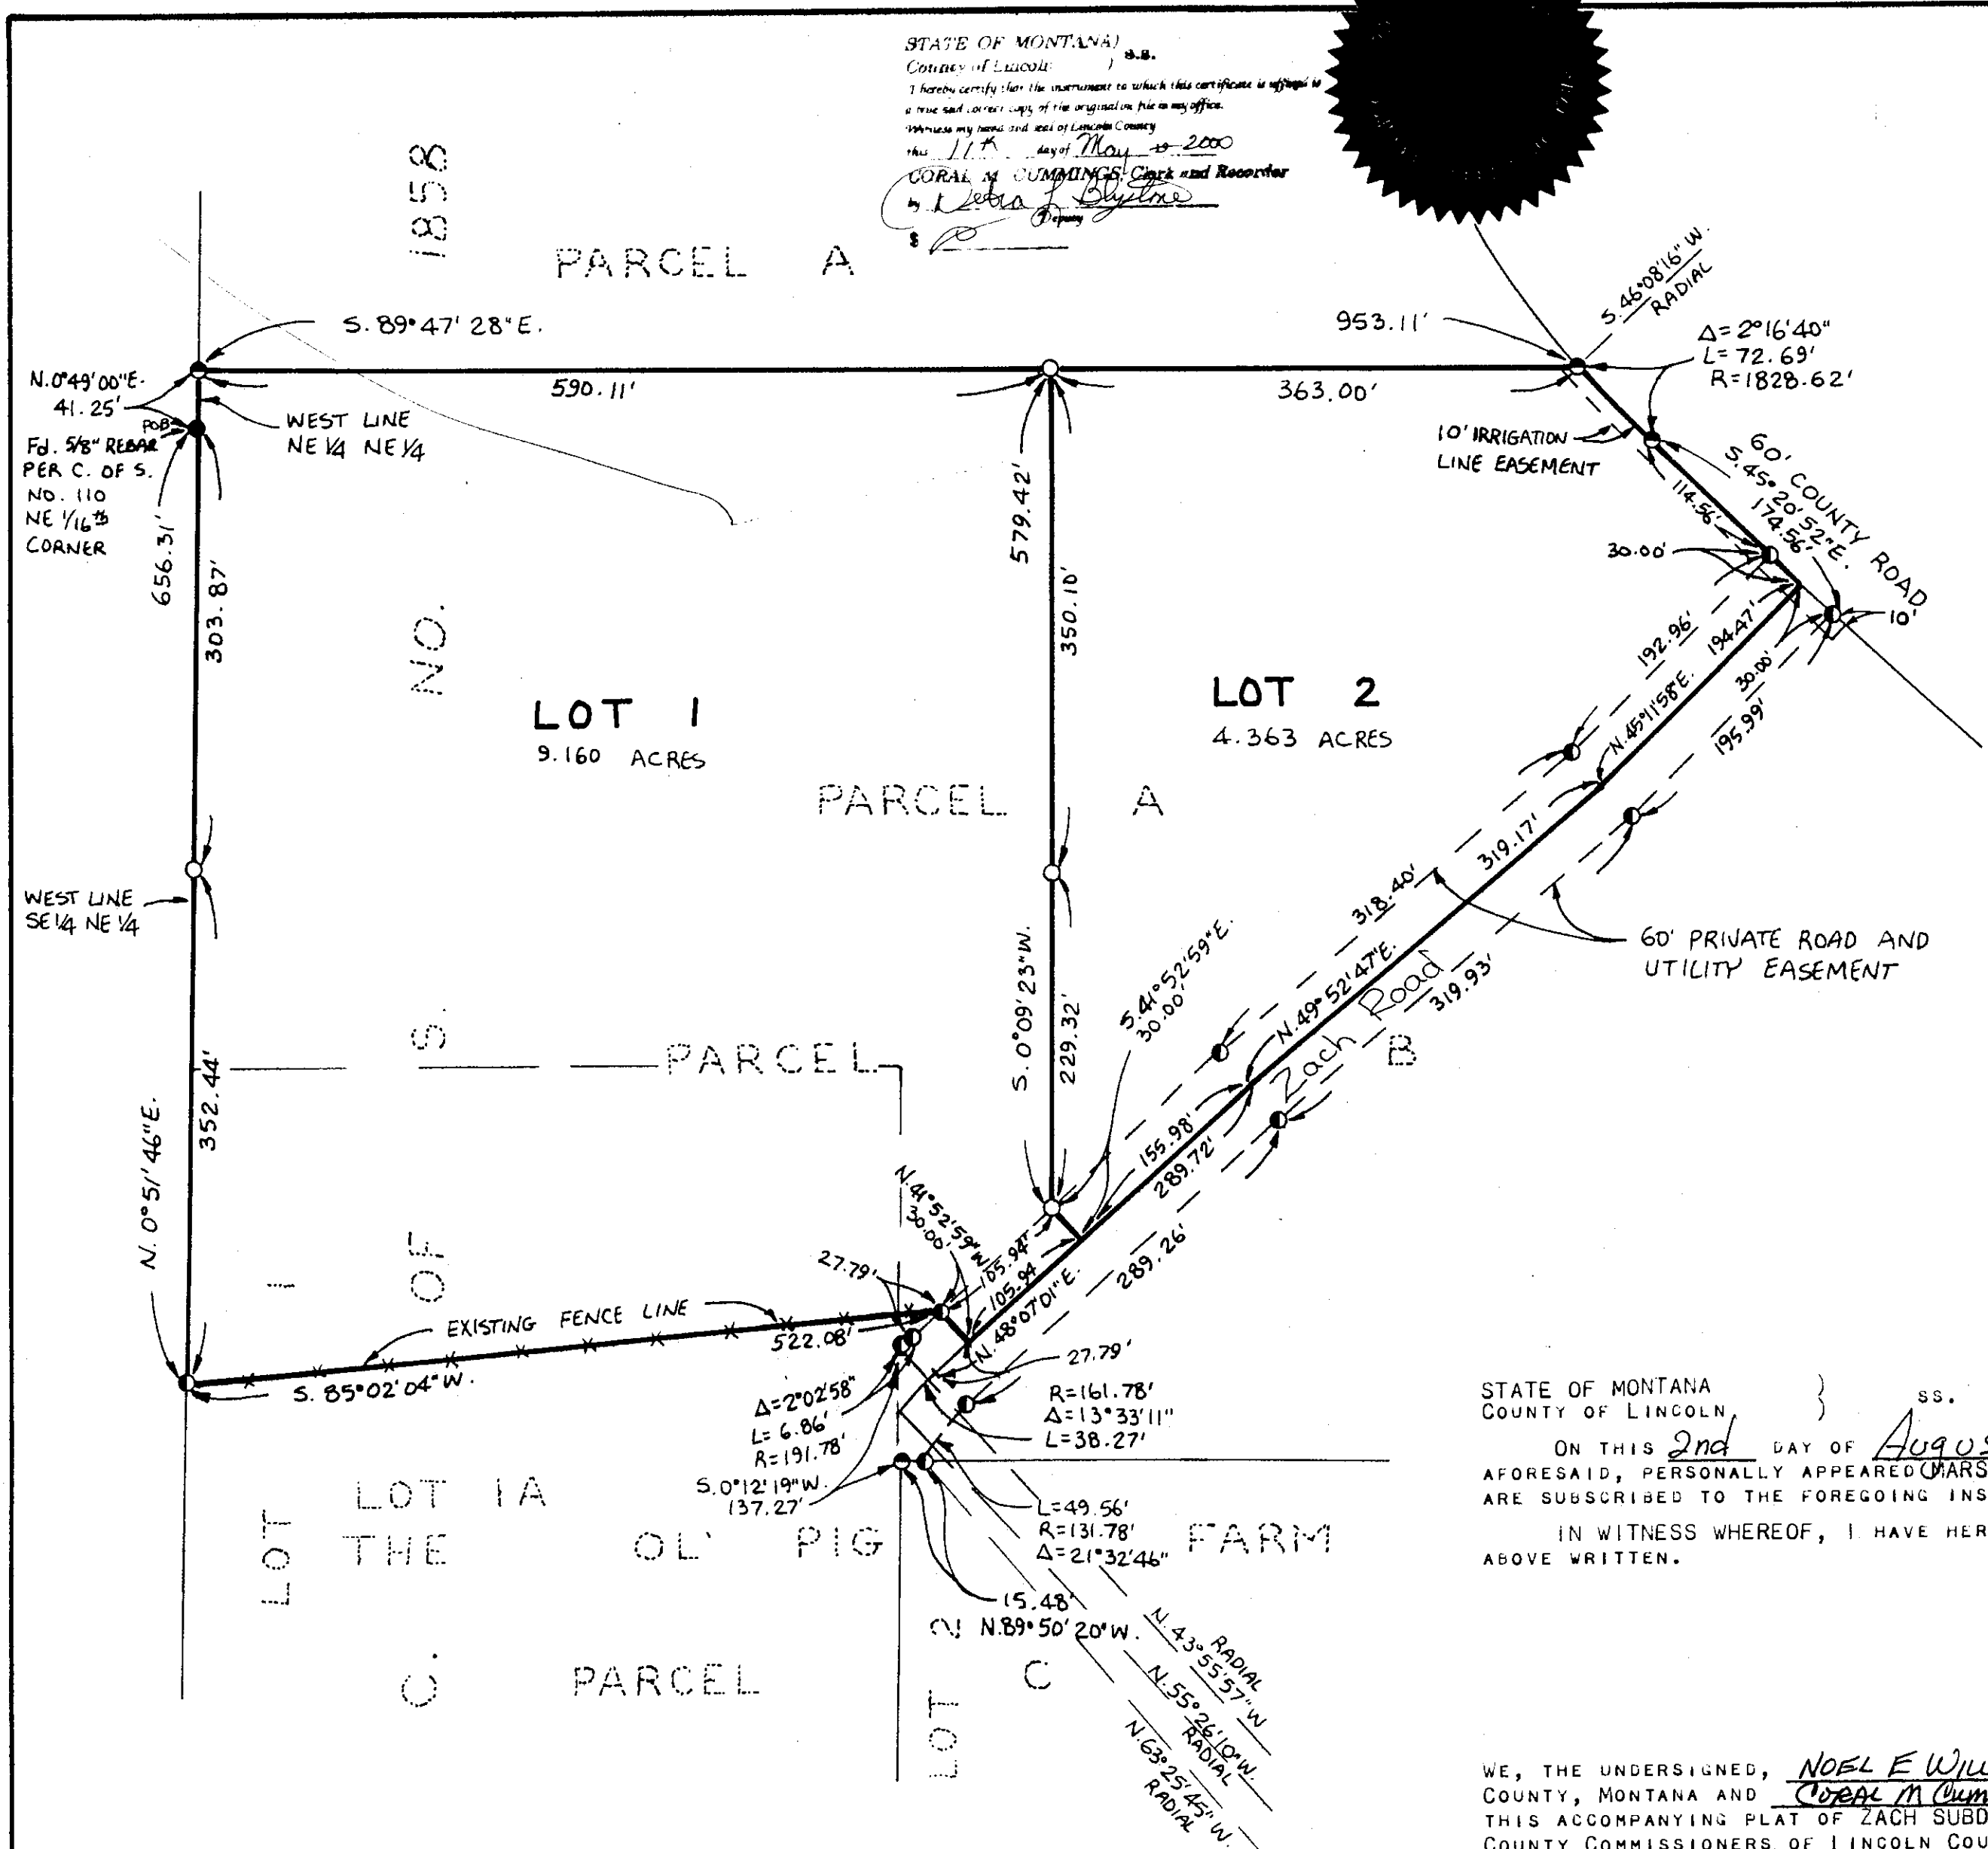 STATE OF MONTANA)
County of Lincoln ) S.S.
I hereby certify that the instrument to which this certificate is affixed is
a true and correct copy of the original on file in my office.
Witness my hand and seal of Lincoln County
this 11th day of May 19 2000
CORAL M CUMMINGS, Clerk and Recorder
by Debra L Blystone
Deputy
$
1858
PARCEL A
S. 46°08'16" W.
RADIAL
S. 89°47'28"E.
953.11'
Δ=2°16'40"
L=72.69'
R=1828.62'
N.0°49'00"E.
41.25'
590.11'
363.00'
POB
WEST LINE
NE 1/4 NE 1/4
Fd. 5/8" REBAR
PER C. OF S.
NO. 110
NE 1/16th
CORNER
10' IRRIGATION
LINE EASEMENT
60' COUNTY ROAD
S.45°20'52"E.
174.56'
114.56'
30.00'
10'
656.31'
303.87'
579.42'
350.10'
NO.
192.96'
194.47'
30.00'
N.45°11'58"E.
195.99'
LOT 1
9.160 ACRES
LOT 2
4.363 ACRES
PARCEL A
WEST LINE
SE 1/4 NE 1/4
319.17'
318.40'
60' PRIVATE ROAD AND
UTILITY EASEMENT
N.49°52'47"E.
Zach Road
319.93'
S.41°52'59"E.
30.00'
S. 0°09'23"W.
229.32'
S.
PARCEL
B
N. 0°51'46"E.
352.44'
155.98'
289.72'
289.26'
N.41°52'59"W.
30.00'
27.79'
105.94'
105.94
N.48°07'01"E.
1
OF
EXISTING FENCE LINE
522.08'
S. 85°02'04" W.
27.79'
Δ=2°02'58"
L=6.86'
R=191.78'
R=161.78'
Δ=13°33'11"
L=38.27'
S.0°12'19"W.
137.27'
L=49.56'
R=131.78'
Δ=21°32'46"
LOT 1A
LOT
THE OL' PIG FARM
15.48'
N.89°50'20"W.
C. PARCEL
LOT 2
C
RADIAL
N.43°55'57"W
N.55°26'10"W.
RADIAL
N.63°25'45"W.
RADIAL
STATE OF MONTANA )
COUNTY OF LINCOLN ) SS.
ON THIS 2nd DAY OF Augus
AFORESAID, PERSONALLY APPEARED (MARS
ARE SUBSCRIBED TO THE FOREGOING INS
IN WITNESS WHEREOF, I HAVE HER
ABOVE WRITTEN.
WE, THE UNDERSIGNED, NOEL E WILL
COUNTY, MONTANA AND CORAL M Cumm
THIS ACCOMPANYING PLAT OF ZACH SUBD
COUNTY COMMISSIONERS OF LINCOLN COU